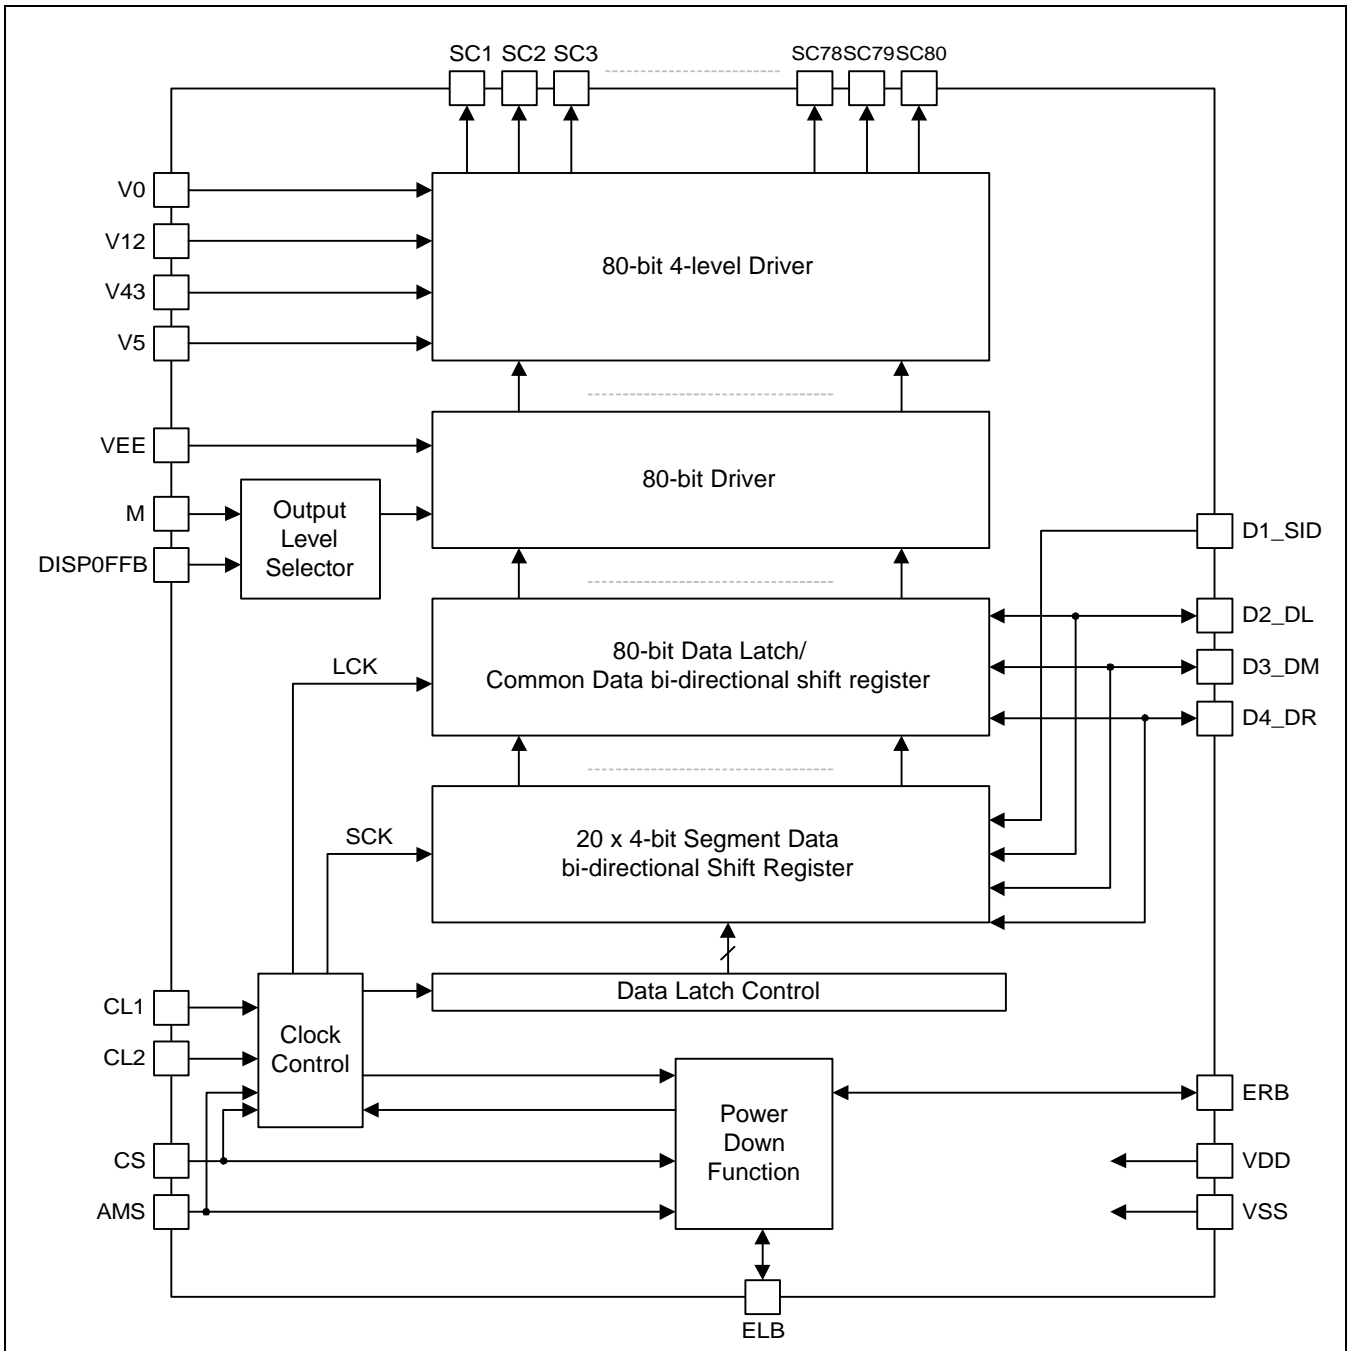 SC1 SC2 SC3 SC78 SC79 SC80
V0
V12
V43
V5
80-bit 4-level Driver
VEE
80-bit Driver
M
DISP0FFB
Output
Level
Selector
D1_SID
D2_DL
D3_DM
D4_DR
LCK
80-bit Data Latch/
Common Data bi-directional shift register
SCK
20 x 4-bit Segment Data
bi-directional Shift Register
CL1
CL2
Clock
Control
Data Latch Control
CS
AMS
Power
Down
Function
ERB
VDD
VSS
ELB